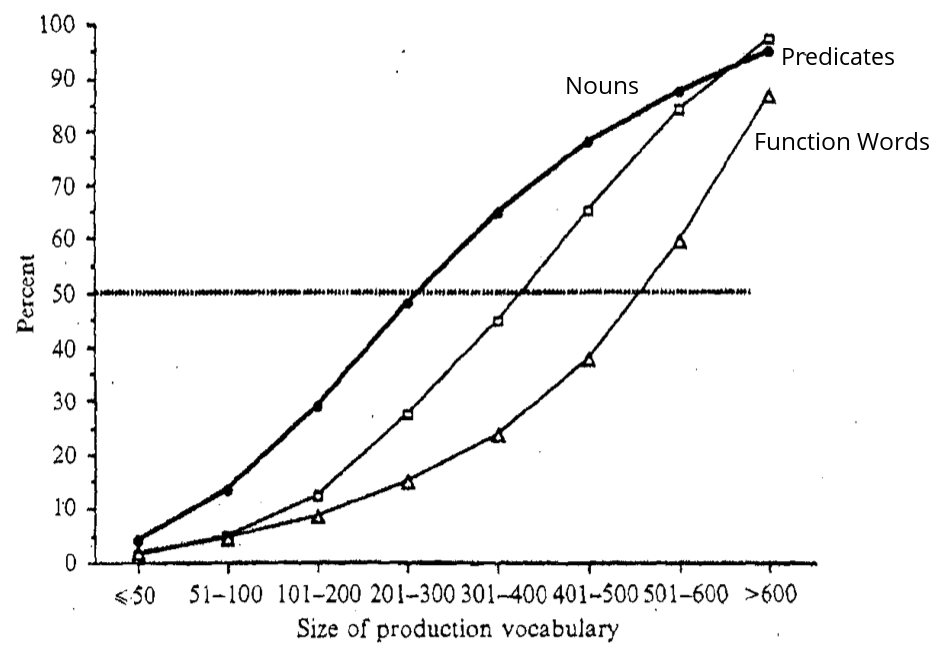 100
90
80
70
60
50
40
30
20
10
0
Percent
Nouns
Predicates
Function Words
≤50 51–100 101–200 201–300 301–400 401–500 501–600 >600
Size of production vocabulary